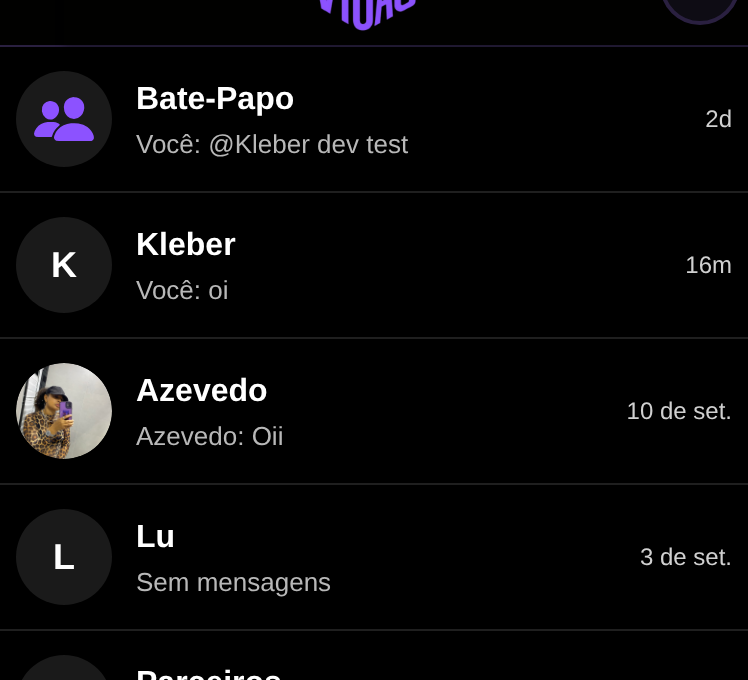 Bate-Papo
Você: @Kleber dev test
2d
K
Kleber
Você: oi
16m
Azevedo
Azevedo: Oii
10 de set.
L
Lu
Sem mensagens
3 de set.
Parceiros